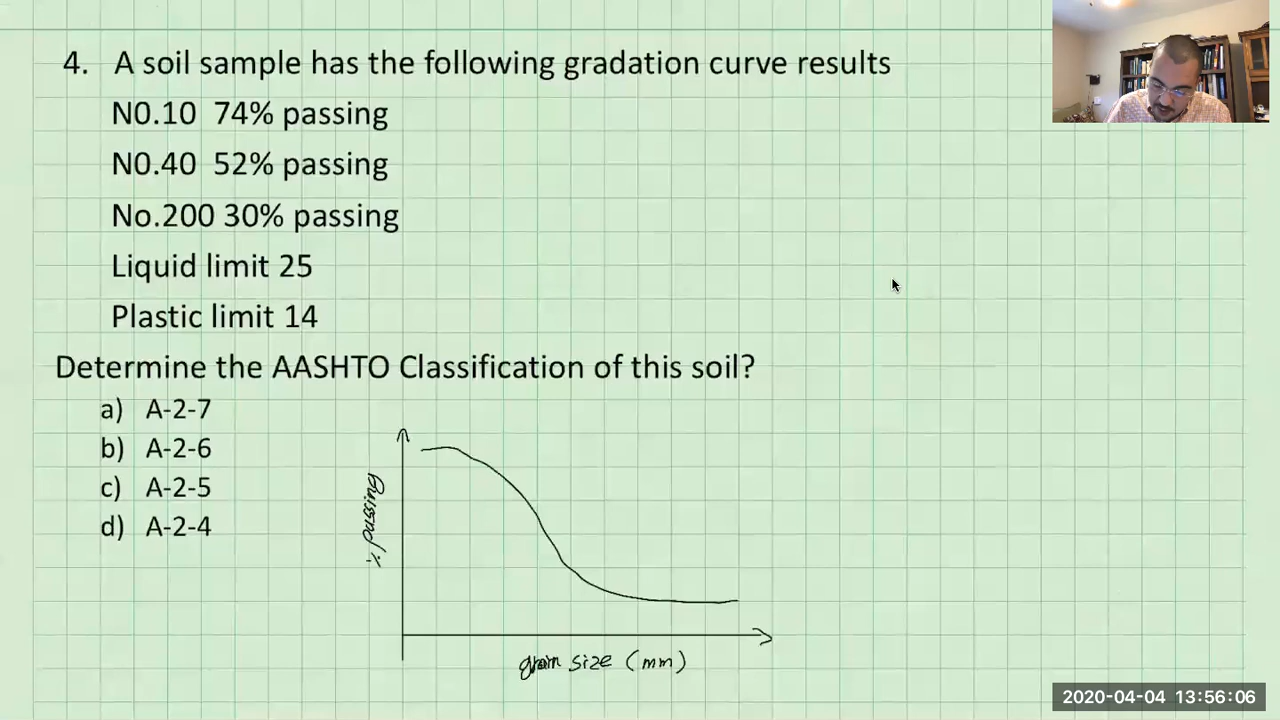 4. A soil sample has the following gradation curve results
N0.10 74% passing
N0.40 52% passing
No.200 30% passing
Liquid limit 25
Plastic limit 14
Determine the AASHTO Classification of this soil?
a) A-2-7
b) A-2-6
c) A-2-5
d) A-2-4
% passing
grain size (mm)
2020-04-04 13:56:06